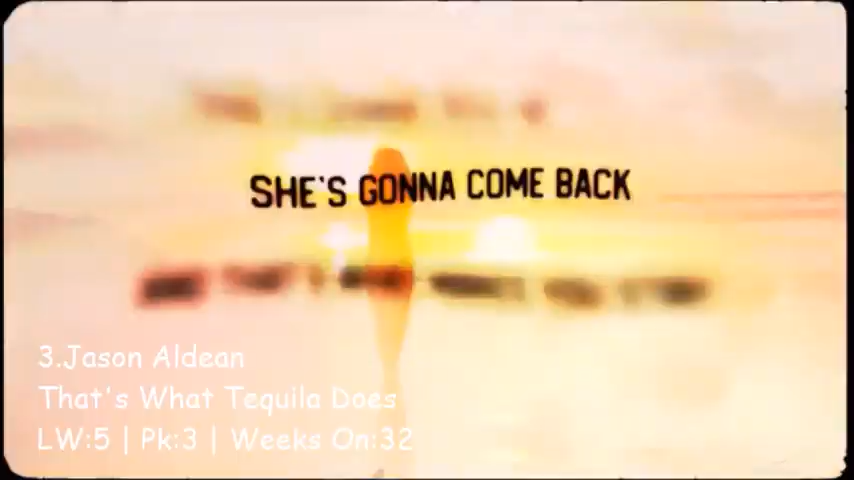 SHE'S GONNA COME BACK
3.Jason Aldean
That's What Tequila Does
LW:5 | Pk:3 | Weeks On:32